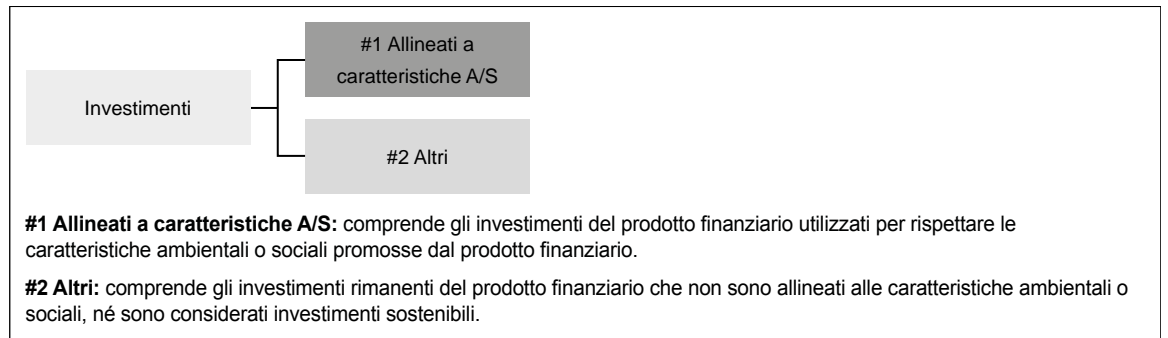 #1 Allineati a
caratteristiche A/S
Investimenti
#2 Altri
#1 Allineati a caratteristiche A/S: comprende gli investimenti del prodotto finanziario utilizzati per rispettare le
caratteristiche ambientali o sociali promosse dal prodotto finanziario.
#2 Altri: comprende gli investimenti rimanenti del prodotto finanziario che non sono allineati alle caratteristiche ambientali o
sociali, né sono considerati investimenti sostenibili.